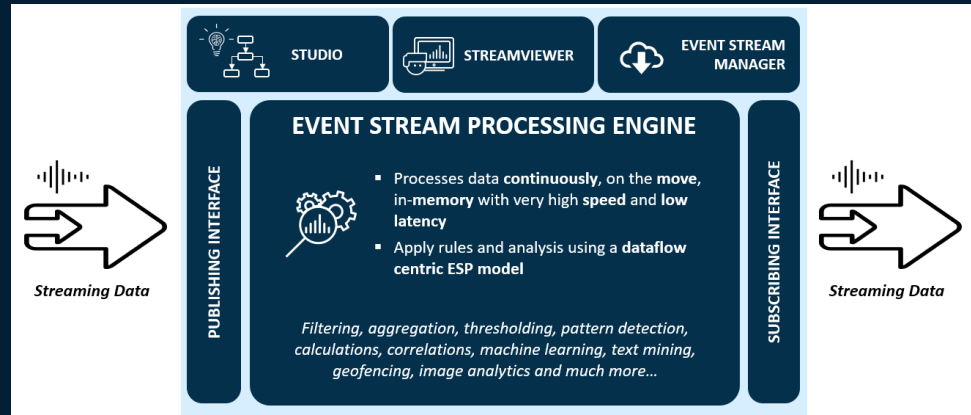 STUDIO
STREAMVIEWER
EVENT STREAM
MANAGER
Streaming Data
PUBLISHING INTERFACE
EVENT STREAM PROCESSING ENGINE
▪ Processes data continuously, on the move,
in-memory with very high speed and low
latency
▪ Apply rules and analysis using a dataflow
centric ESP model
Filtering, aggregation, thresholding, pattern detection,
calculations, correlations, machine learning, text mining,
geofencing, image analytics and much more…
SUBSCRIBING INTERFACE
Streaming Data